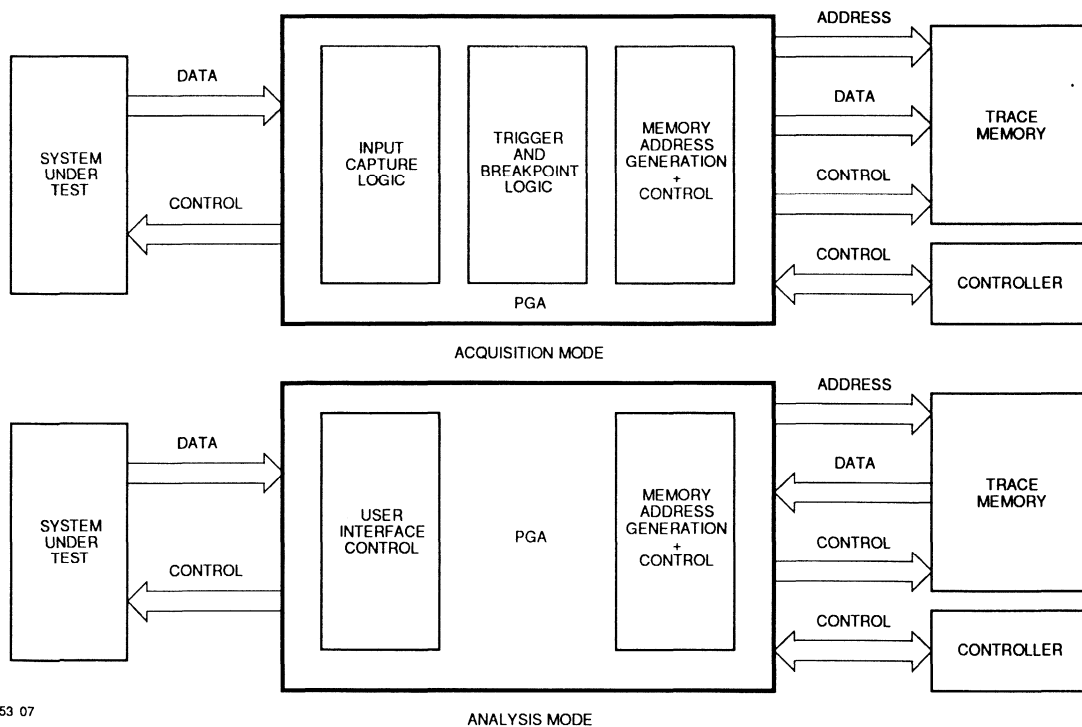 ADDRESS
DATA
DATA
SYSTEM
UNDER
TEST
INPUT
CAPTURE
LOGIC
TRIGGER
AND
BREAKPOINT
LOGIC
MEMORY
ADDRESS
GENERATION
+
CONTROL
TRACE
MEMORY
CONTROL
CONTROL
CONTROL
CONTROLLER
PGA
ACQUISITION MODE
ADDRESS
DATA
DATA
SYSTEM
UNDER
TEST
USER
INTERFACE
CONTROL
PGA
MEMORY
ADDRESS
GENERATION
+
CONTROL
TRACE
MEMORY
CONTROL
CONTROL
CONTROL
CONTROLLER
53 07
ANALYSIS MODE